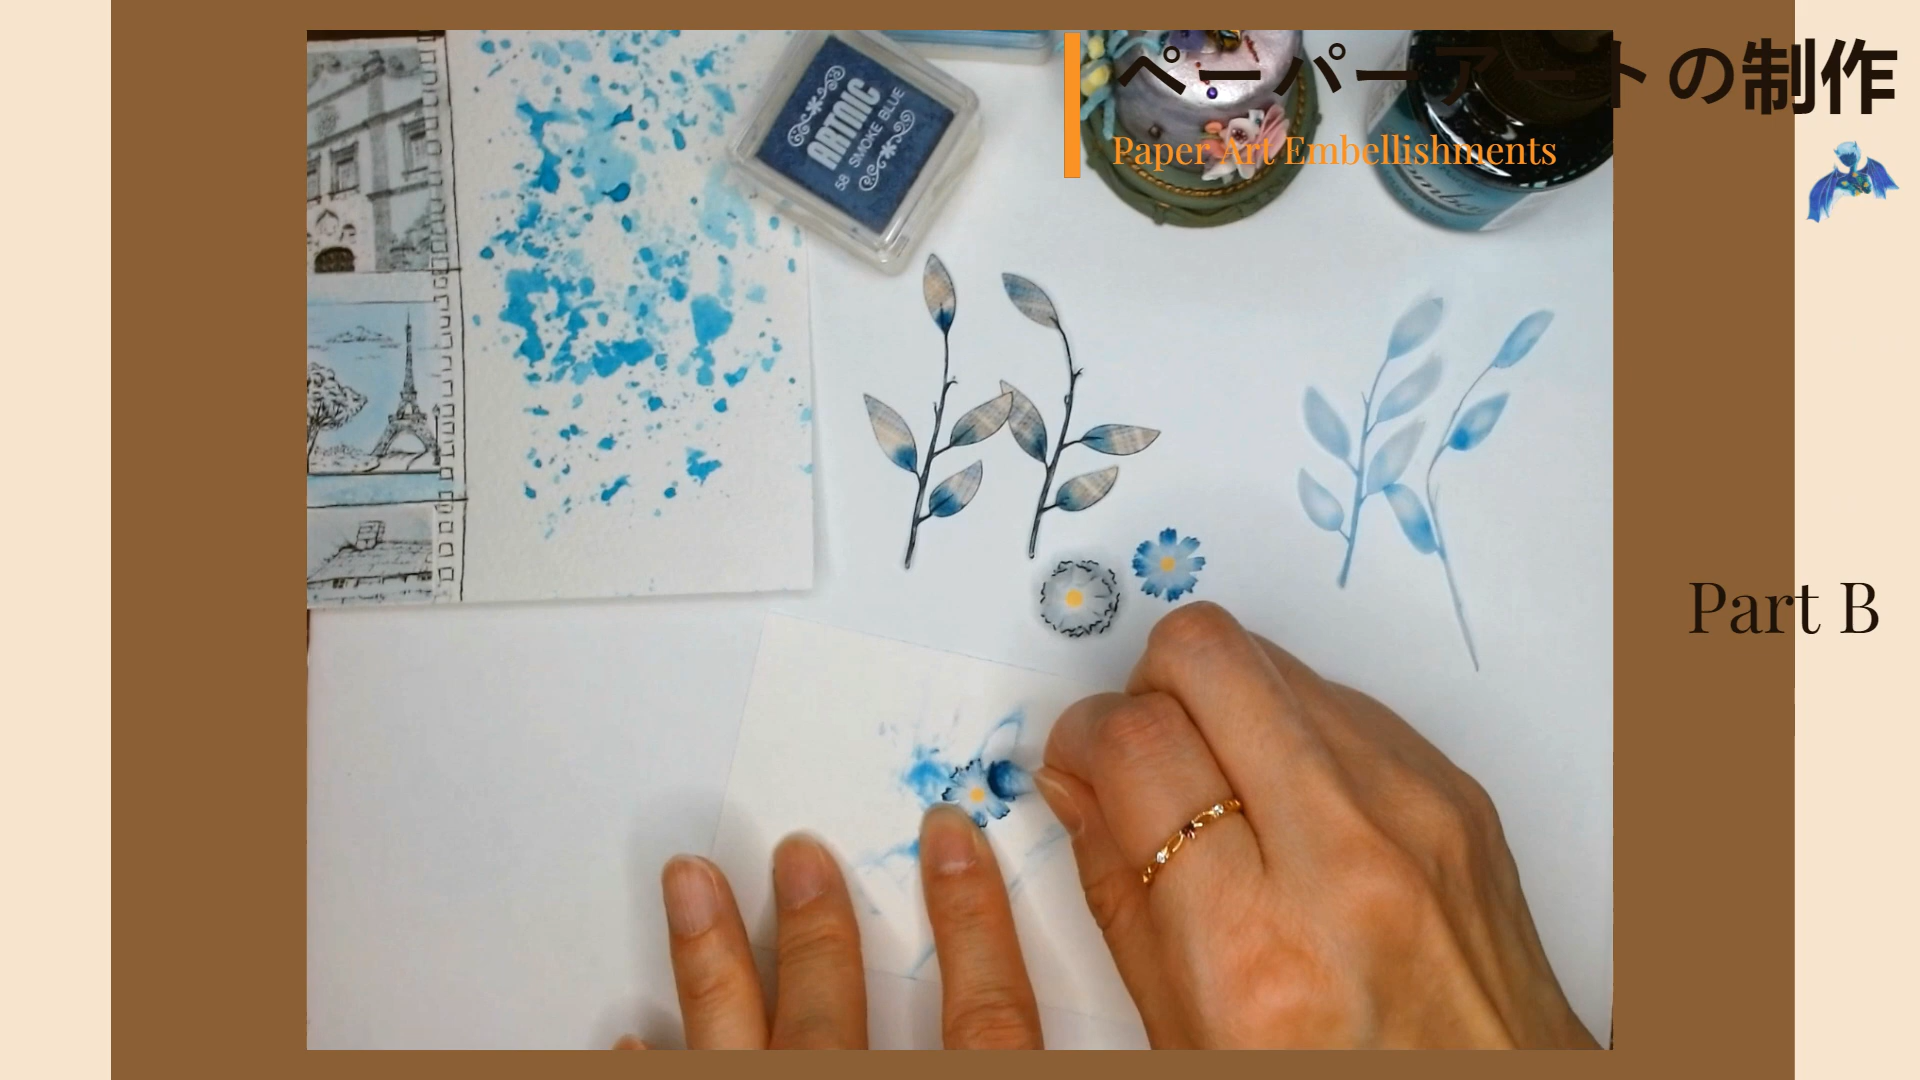 ペーパーアートの制作
Paper Art Embellishments
ARTNIC
58 SMOKE BLUE
Part B